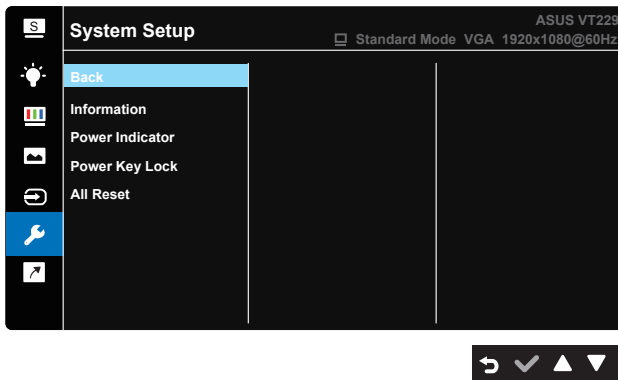 S
System Setup
ASUS VT229
Standard Mode VGA 1920x1080@60Hz
Back
Information
Power Indicator
Power Key Lock
All Reset